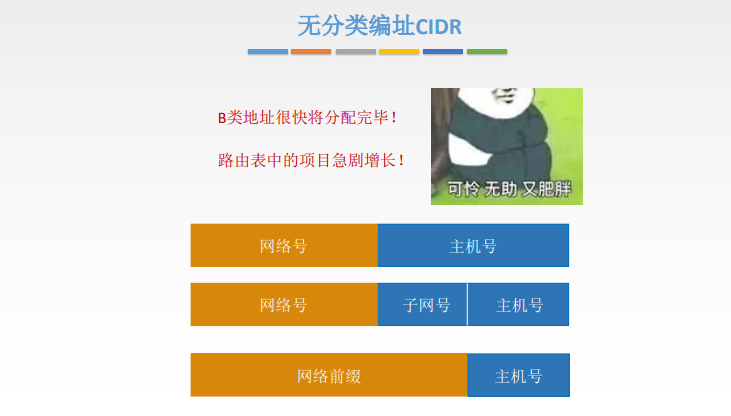 无分类编址CIDR
B类地址很快将分配完毕！
路由表中的项目急剧增长！
可怜 无助 又肥胖
网络号 主机号
网络号 子网号 主机号
网络前缀 主机号